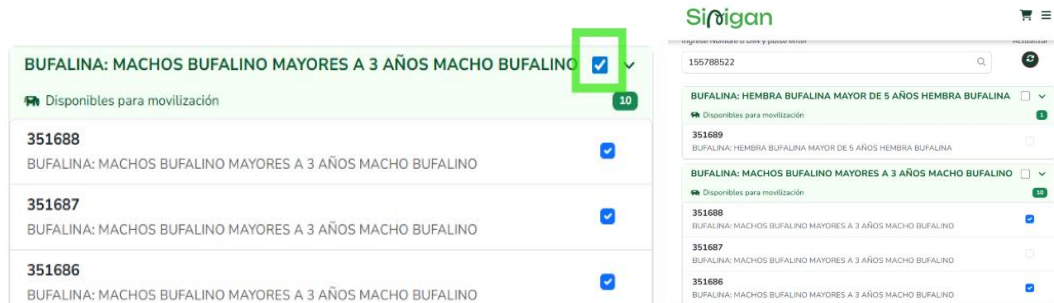 BUFALINA: MACHOS BUFALINO MAYORES A 3 AÑOS MACHO BUFALINO
Disponibles para movilización
10
351688
BUFALINA: MACHOS BUFALINO MAYORES A 3 AÑOS MACHO BUFALINO
351687
BUFALINA: MACHOS BUFALINO MAYORES A 3 AÑOS MACHO BUFALINO
351686
BUFALINA: MACHOS BUFALINO MAYORES A 3 AÑOS MACHO BUFALINO
Sinigan
Ingresar Nombre o DIN y pulse enter
Actualizar
155788522
BUFALINA: HEMBRA BUFALINA MAYOR DE 5 AÑOS HEMBRA BUFALINA
Disponibles para movilización
1
351689
BUFALINA: HEMBRA BUFALINA MAYOR DE 5 AÑOS HEMBRA BUFALINA
BUFALINA: MACHOS BUFALINO MAYORES A 3 AÑOS MACHO BUFALINO
Disponibles para movilización
10
351688
BUFALINA: MACHOS BUFALINO MAYORES A 3 AÑOS MACHO BUFALINO
351687
BUFALINA: MACHOS BUFALINO MAYORES A 3 AÑOS MACHO BUFALINO
351686
BUFALINA: MACHOS BUFALINO MAYORES A 3 AÑOS MACHO BUFALINO